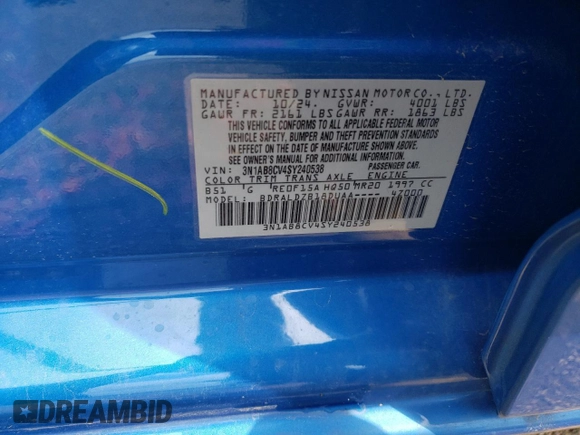 MANUFACTURED BY NISSAN MOTOR CO., LTD.
DATE: 10/24. GVWR: 4001 LBS
GAWR FR: 2161 LBS GAWR RR: 1863 LBS
THIS VEHICLE CONFORMS TO ALL APPLICABLE FEDERAL MOTOR
VEHICLE SAFETY, BUMPER AND THEFT PREVENTION STANDARDS
IN EFFECT ON THE DATE OF MANUFACTURE SHOWN ABOVE.
SEE OWNER'S MANUAL FOR ADDITIONAL INFORMATION.
VIN: 3N1AB8CV4SY240538 PASSENGER CAR.
COLOR TRIM TRANS AXLE ENGINE
B51 G RE0F15A HQ50 MR20 1997 CC
MODEL: BDRALDZB16DUAA---- 4Z000
3N1AB8CV4SY240538
DREAMBID